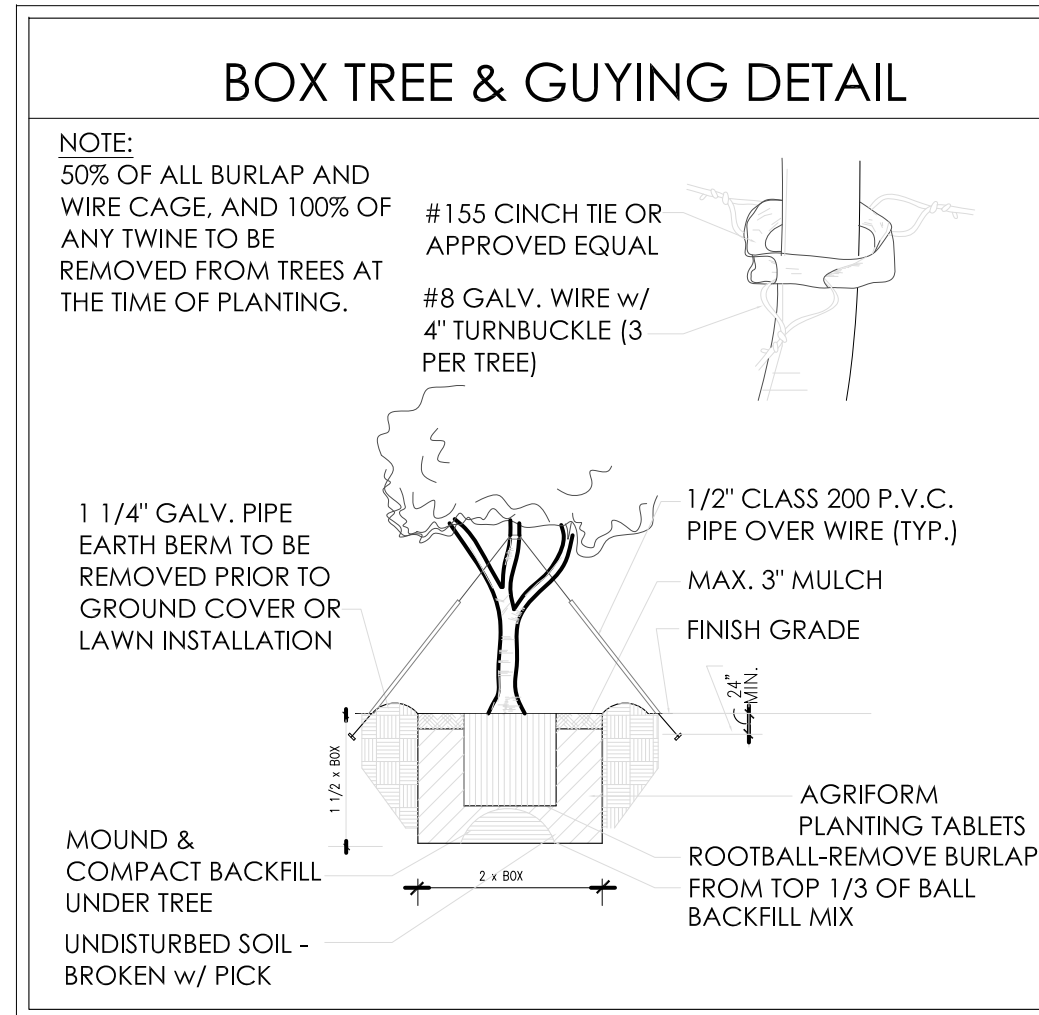 BOX TREE & GUYING DETAIL
NOTE:
50% OF ALL BURLAP AND
WIRE CAGE, AND 100% OF
ANY TWINE TO BE
REMOVED FROM TREES AT
THE TIME OF PLANTING.
#155 CINCH TIE OR
APPROVED EQUAL
#8 GALV. WIRE w/
4" TURNBUCKLE (3
PER TREE)
1 1/4" GALV. PIPE
EARTH BERM TO BE
REMOVED PRIOR TO
GROUND COVER OR
LAWN INSTALLATION
1/2" CLASS 200 P.V.C.
PIPE OVER WIRE (TYP.)
MAX. 3" MULCH
FINISH GRADE
24"
MIN.
1 1/2 x BOX
2 x BOX
MOUND &
COMPACT BACKFILL
UNDER TREE
UNDISTURBED SOIL -
BROKEN w/ PICK
AGRIFORM
PLANTING TABLETS
ROOTBALL-REMOVE BURLAP
FROM TOP 1/3 OF BALL
BACKFILL MIX